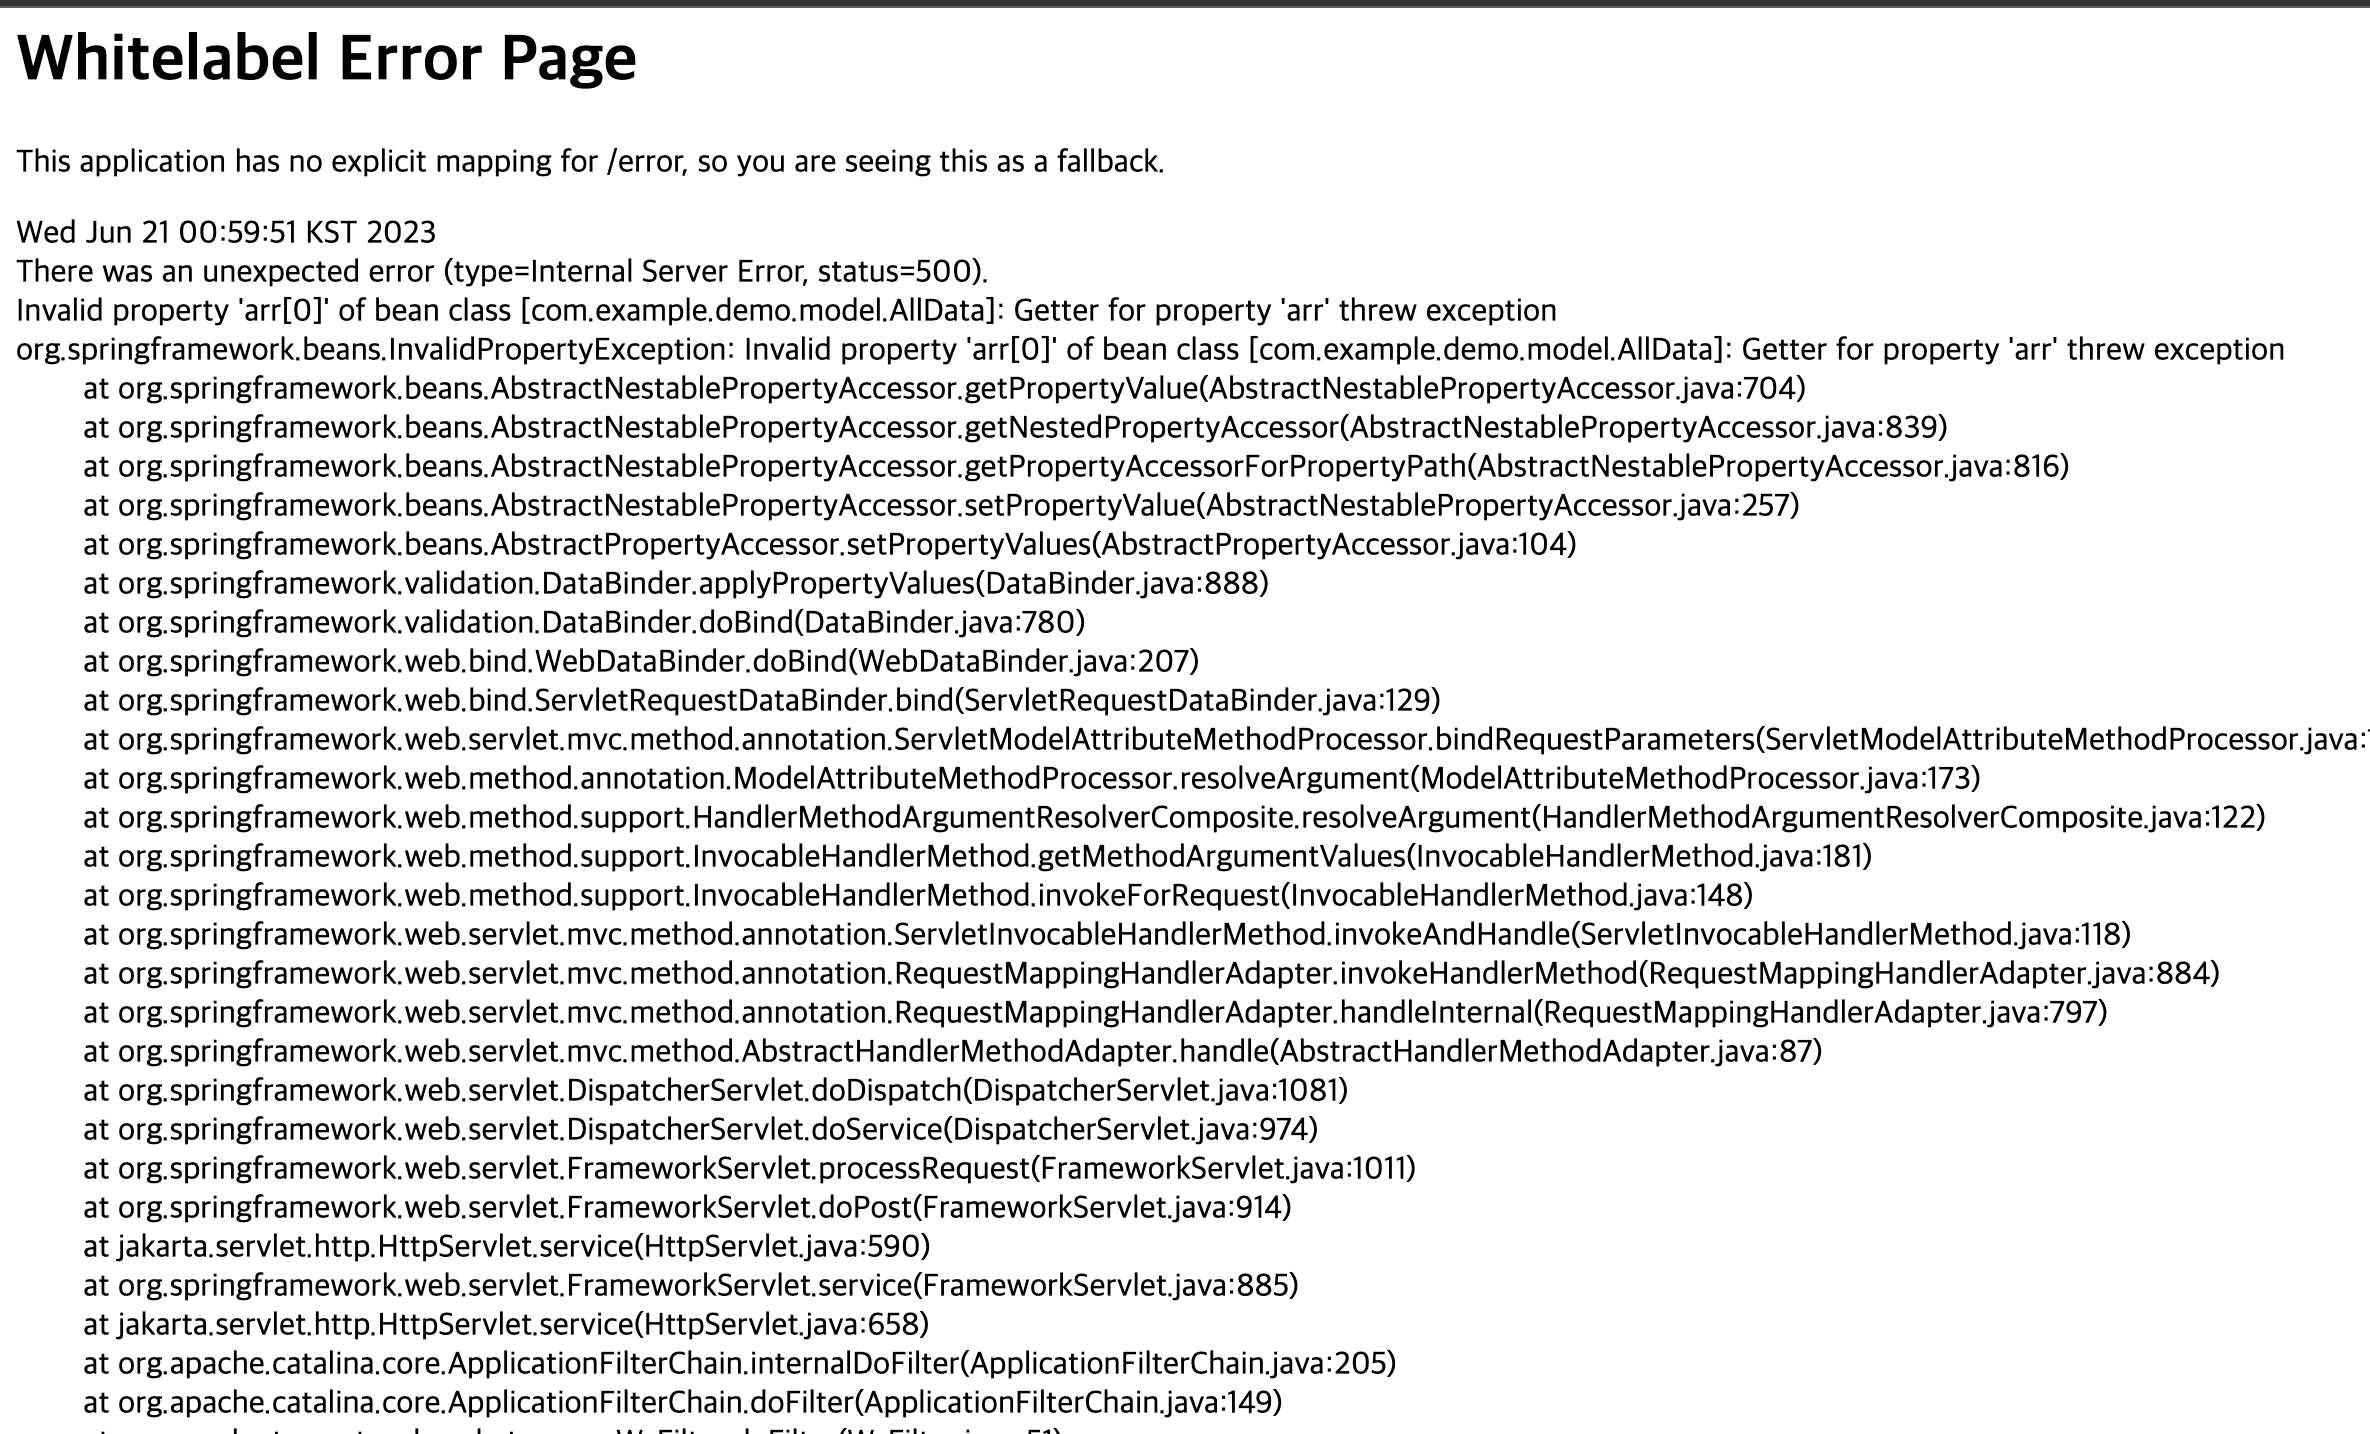 Whitelabel Error Page
This application has no explicit mapping for /error, so you are seeing this as a fallback.
Wed Jun 21 00:59:51 KST 2023
There was an unexpected error (type=Internal Server Error, status=500).
Invalid property 'arr[0]' of bean class [com.example.demo.model.AllData]: Getter for property 'arr' threw exception
org.springframework.beans.InvalidPropertyException: Invalid property 'arr[0]' of bean class [com.example.demo.model.AllData]: Getter for property 'arr' threw exception
at org.springframework.beans.AbstractNestablePropertyAccessor.getPropertyValue(AbstractNestablePropertyAccessor.java:704)
at org.springframework.beans.AbstractNestablePropertyAccessor.getNestedPropertyAccessor(AbstractNestablePropertyAccessor.java:839)
at org.springframework.beans.AbstractNestablePropertyAccessor.getPropertyAccessorForPropertyPath(AbstractNestablePropertyAccessor.java:816)
at org.springframework.beans.AbstractNestablePropertyAccessor.setPropertyValue(AbstractNestablePropertyAccessor.java:257)
at org.springframework.beans.AbstractPropertyAccessor.setPropertyValues(AbstractPropertyAccessor.java:104)
at org.springframework.validation.DataBinder.applyPropertyValues(DataBinder.java:888)
at org.springframework.validation.DataBinder.doBind(DataBinder.java:780)
at org.springframework.web.bind.WebDataBinder.doBind(WebDataBinder.java:207)
at org.springframework.web.bind.ServletRequestDataBinder.bind(ServletRequestDataBinder.java:129)
at org.springframework.web.servlet.mvc.method.annotation.ServletModelAttributeMethodProcessor.bindRequestParameters(ServletModelAttributeMethodProcessor.java:
at org.springframework.web.method.annotation.ModelAttributeMethodProcessor.resolveArgument(ModelAttributeMethodProcessor.java:173)
at org.springframework.web.method.support.HandlerMethodArgumentResolverComposite.resolveArgument(HandlerMethodArgumentResolverComposite.java:122)
at org.springframework.web.method.support.InvocableHandlerMethod.getMethodArgumentValues(InvocableHandlerMethod.java:181)
at org.springframework.web.method.support.InvocableHandlerMethod.invokeForRequest(InvocableHandlerMethod.java:148)
at org.springframework.web.servlet.mvc.method.annotation.ServletInvocableHandlerMethod.invokeAndHandle(ServletInvocableHandlerMethod.java:118)
at org.springframework.web.servlet.mvc.method.annotation.RequestMappingHandlerAdapter.invokeHandlerMethod(RequestMappingHandlerAdapter.java:884)
at org.springframework.web.servlet.mvc.method.annotation.RequestMappingHandlerAdapter.handleInternal(RequestMappingHandlerAdapter.java:797)
at org.springframework.web.servlet.mvc.method.AbstractHandlerMethodAdapter.handle(AbstractHandlerMethodAdapter.java:87)
at org.springframework.web.servlet.DispatcherServlet.doDispatch(DispatcherServlet.java:1081)
at org.springframework.web.servlet.DispatcherServlet.doService(DispatcherServlet.java:974)
at org.springframework.web.servlet.FrameworkServlet.processRequest(FrameworkServlet.java:1011)
at org.springframework.web.servlet.FrameworkServlet.doPost(FrameworkServlet.java:914)
at jakarta.servlet.http.HttpServlet.service(HttpServlet.java:590)
at org.springframework.web.servlet.FrameworkServlet.service(FrameworkServlet.java:885)
at jakarta.servlet.http.HttpServlet.service(HttpServlet.java:658)
at org.apache.catalina.core.ApplicationFilterChain.internalDoFilter(ApplicationFilterChain.java:205)
at org.apache.catalina.core.ApplicationFilterChain.doFilter(ApplicationFilterChain.java:149)